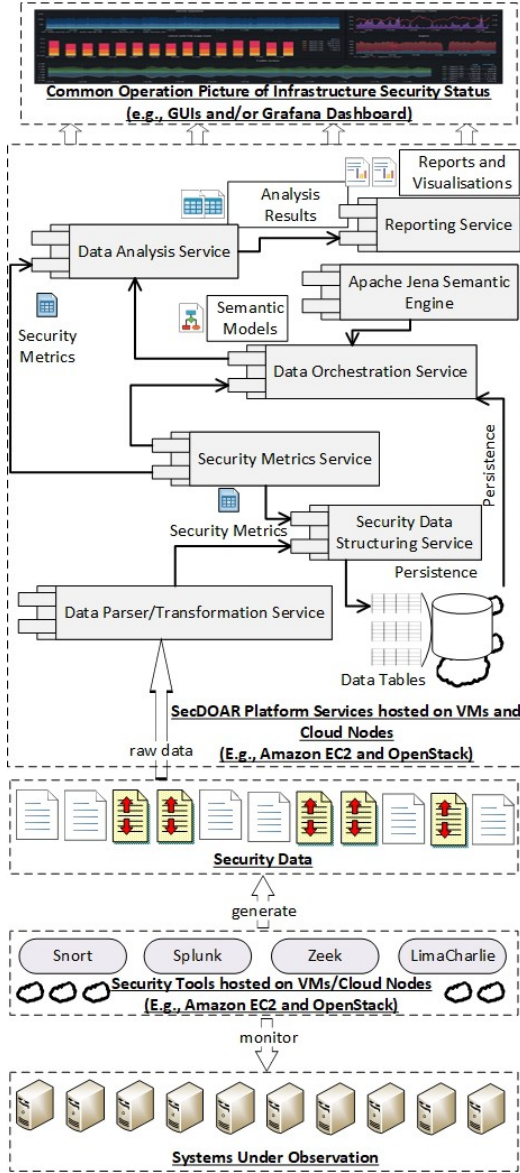 Common Operation Picture of Infrastructure Security Status
(e.g., GUIs and/or Grafana Dashboard)
Reports and
Visualisations
Analysis
Results
Data Analysis Service
Reporting Service
Apache Jena Semantic
Engine
Security
Metrics
Semantic
Models
Data Orchestration Service
Persistence
Security Metrics Service
Security Metrics
Security Data
Structuring Service
Persistence
Data Parser/Transformation Service
Data Tables
SecDOAR Platform Services hosted on VMs and
Cloud Nodes
(E.g., Amazon EC2 and OpenStack)
raw data
Security Data
generate
Snort
Splunk
Zeek
LimaCharlie
Security Tools hosted on VMs/Cloud Nodes
(E.g., Amazon EC2 and OpenStack)
monitor
Systems Under Observation